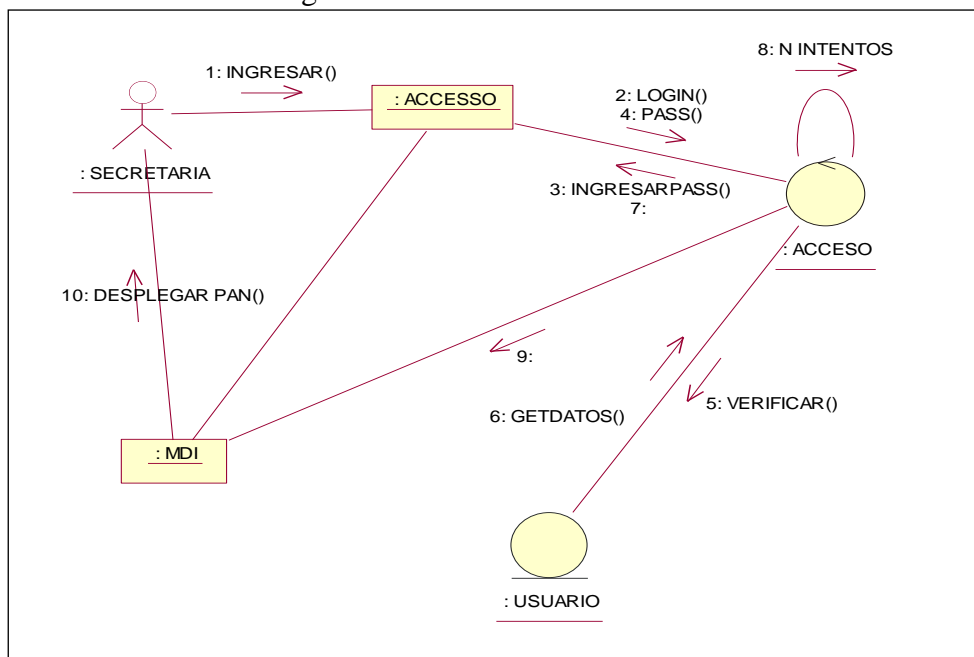 8: N INTENTOS
1: INGRESAR()
: ACCESSO
2: LOGIN()
4: PASS()
: SECRETARIA
3: INGRESARPASS()
7:
: ACCESO
10: DESPLEGAR PAN()
9:
6: GETDATOS()
5: VERIFICAR()
: MDI
: USUARIO